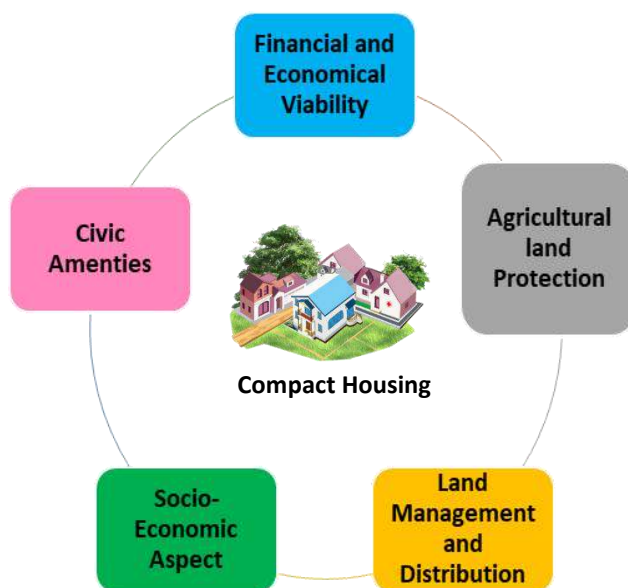 Financial and
Economical
Viability
Agricultural
land
Protection
Civic
Amenties
Compact Housing
Socio-
Economic
Aspect
Land
Management
and
Distribution